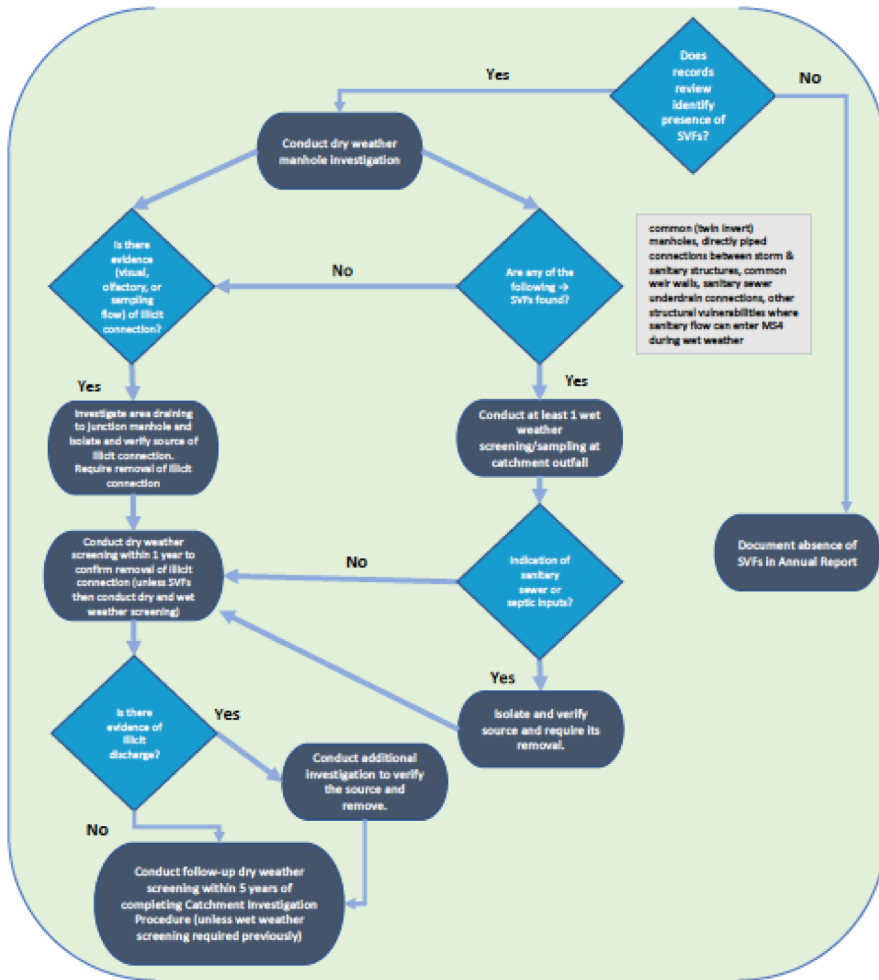 Does
records
review
identify
presence of
SVFs?
Yes
No
Conduct dry weather
manhole investigation
common (twin invert)
manholes, directly piped
connections between storm &
sanitary structures, common
weir walls, sanitary sewer
underdrain connections, other
structural vulnerabilities where
sanitary flow can enter MS4
during wet weather
Is there
evidence
(visual,
olfactory, or
sampling
flow) of illicit
connection?
No
Are any of the
following →
SVFs found?
Yes
Yes
Investigate area draining
to junction manhole and
isolate and verify source of
illicit connection.
Require removal of illicit
connection
Conduct at least 1 wet
weather
screening/sampling at
catchment outfall
Conduct dry weather
screening within 1 year to
confirm removal of illicit
connection (unless SVFs
then conduct dry and wet
weather screening)
No
Indication of
sanitary
sewer or
septic inputs?
Document absence of
SVFs in Annual Report
Yes
Isolate and verify
source and require its
removal.
Is there
evidence of
illicit
discharge?
Yes
Conduct additional
investigation to verify
the source and
remove.
No
Conduct follow-up dry weather
screening within 5 years of
completing Catchment Investigation
Procedure (unless wet weather
screening required previously)